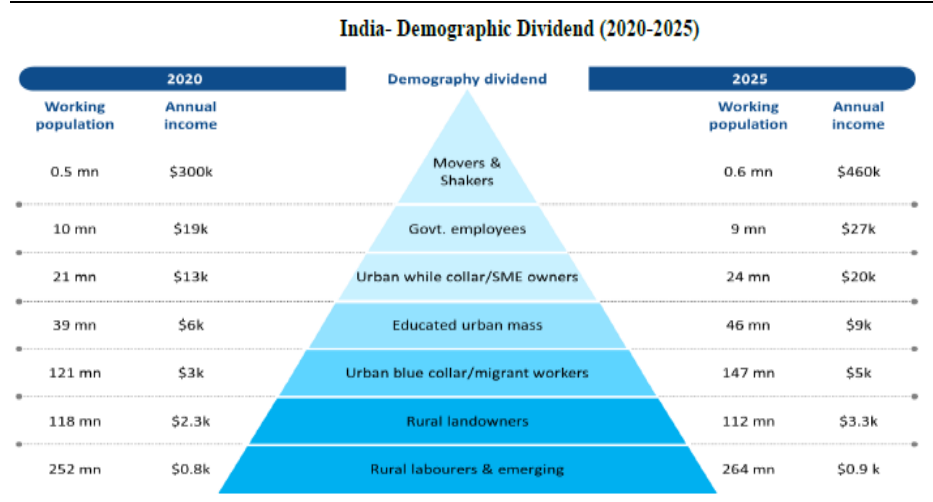 India- Demographic Dividend (2020-2025)
2020 Demography dividend 2025
Working population Annual income Working population Annual income
0.5 mn $300k Movers & Shakers 0.6 mn $460k
10 mn $19k Govt. employees 9 mn $27k
21 mn $13k Urban while collar/SME owners 24 mn $20k
39 mn $6k Educated urban mass 46 mn $9k
121 mn $3k Urban blue collar/migrant workers 147 mn $5k
118 mn $2.3k Rural landowners 112 mn $3.3k
252 mn $0.8k Rural labourers & emerging 264 mn $0.9 k